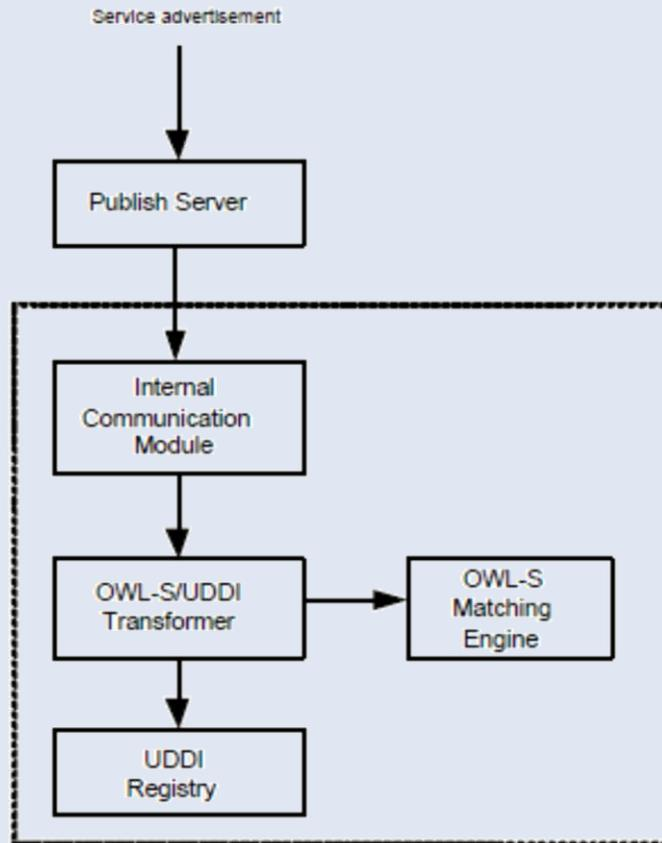 Service advertisement
Publish Server
Internal
Communication
Module
OWL-S/UDDI
Transformer
OWL-S
Matching
Engine
UDDI
Registry